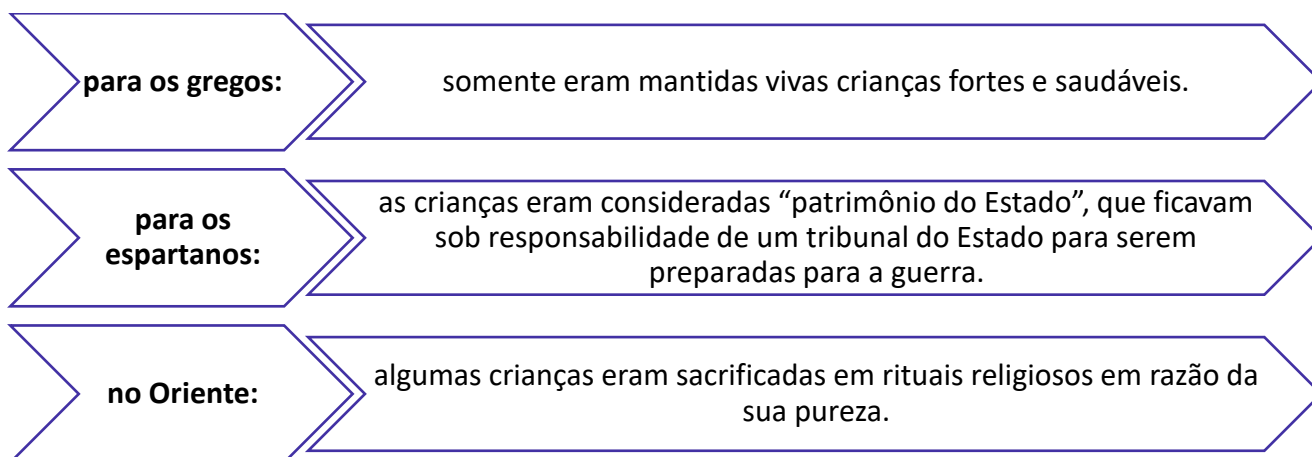 para os gregos:
somente eram mantidas vivas crianças fortes e saudáveis.
para os
espartanos:
as crianças eram consideradas “patrimônio do Estado”, que ficavam
sob responsabilidade de um tribunal do Estado para serem
preparadas para a guerra.
no Oriente:
algumas crianças eram sacrificadas em rituais religiosos em razão da
sua pureza.